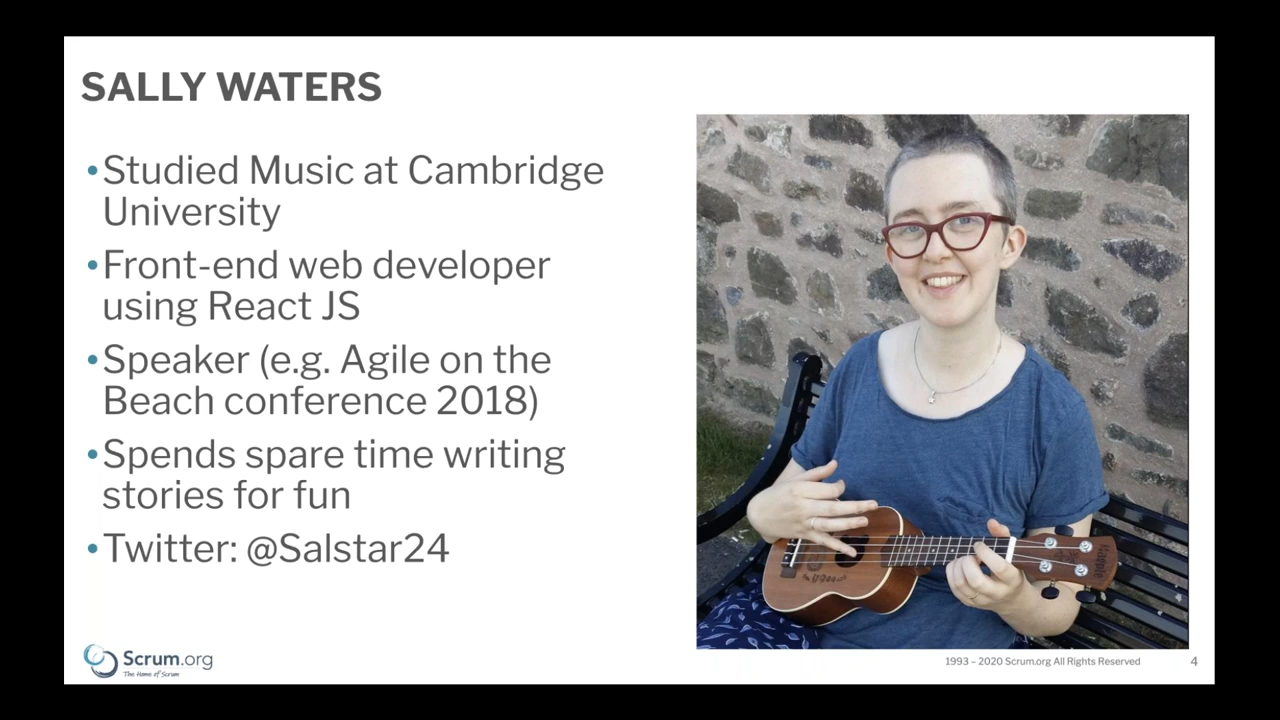 SALLY WATERS
•Studied Music at Cambridge
University
•Front-end web developer
using React JS
•Speaker (e.g. Agile on the
Beach conference 2018)
•Spends spare time writing
stories for fun
•Twitter: @Salstar24
Scrum.org
The Home of Scrum
1993 – 2020 Scrum.org All Rights Reserved
4